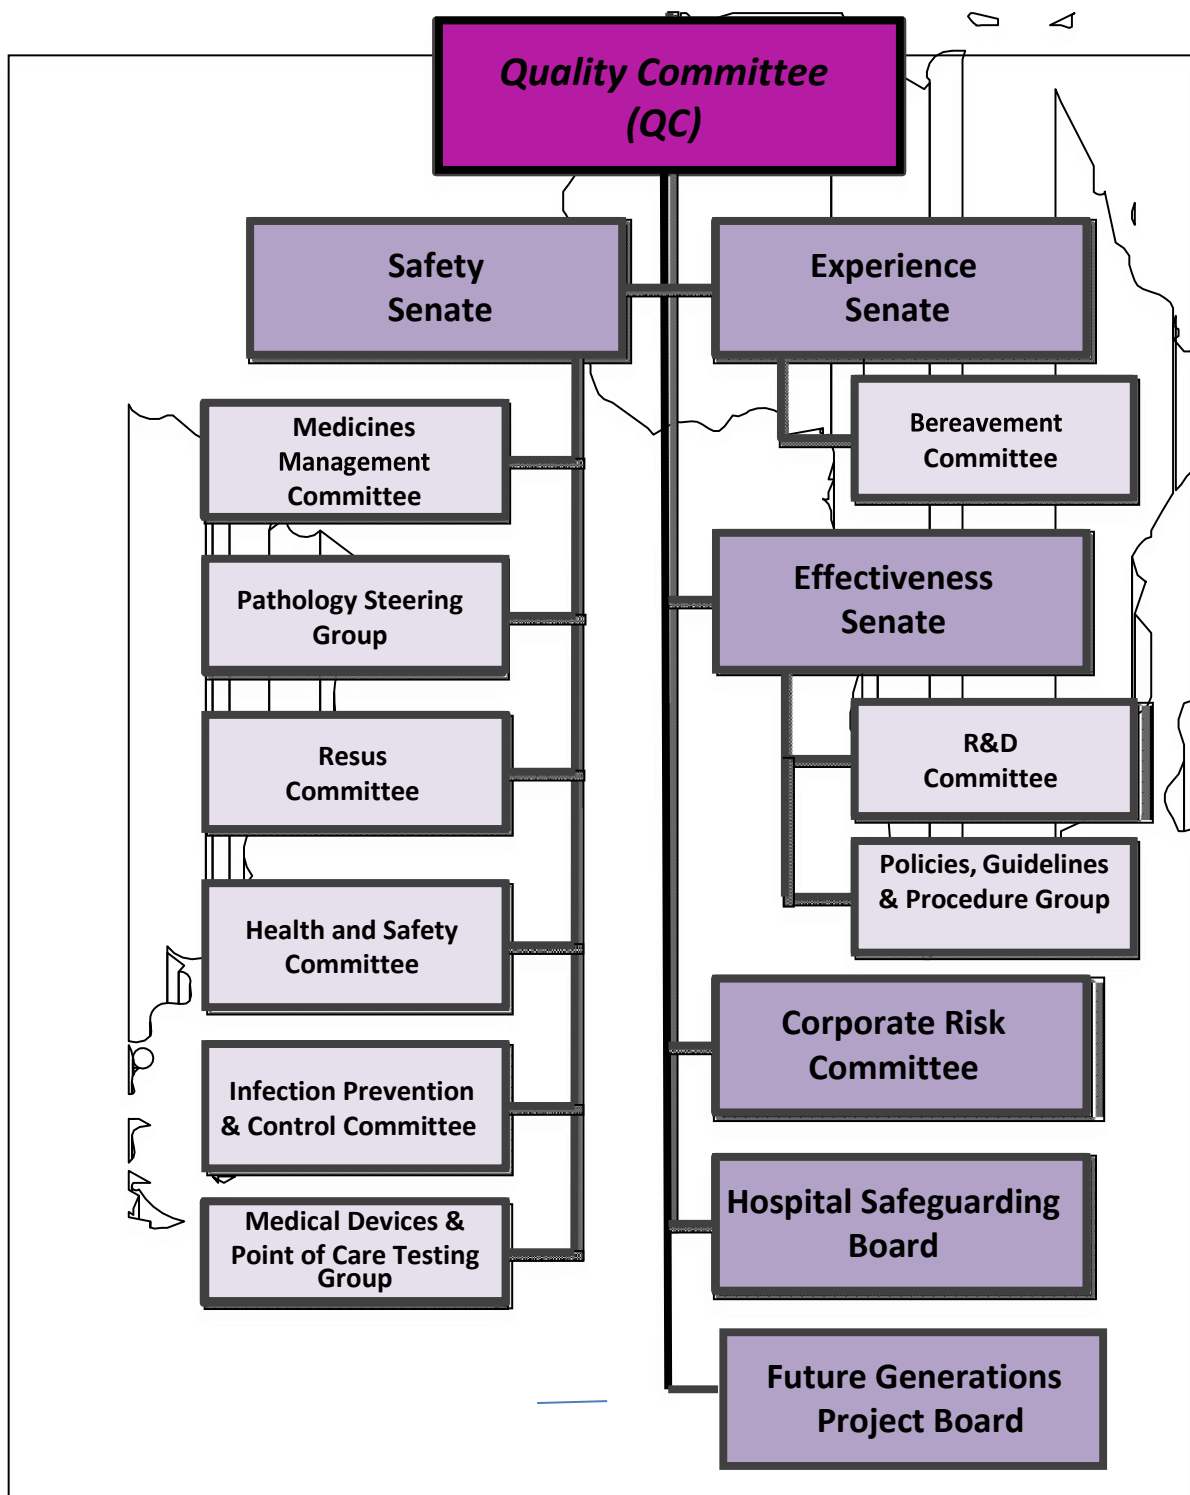 Quality Committee
(QC)
Safety
Senate
Experience
Senate
Medicines
Management
Committee
Bereavement
Committee
Pathology Steering
Group
Effectiveness
Senate
Resus
Committee
R&D
Committee
Policies, Guidelines
& Procedure Group
Health and Safety
Committee
Corporate Risk
Committee
Infection Prevention
& Control Committee
Hospital Safeguarding
Board
Medical Devices &
Point of Care Testing
Group
Future Generations
Project Board